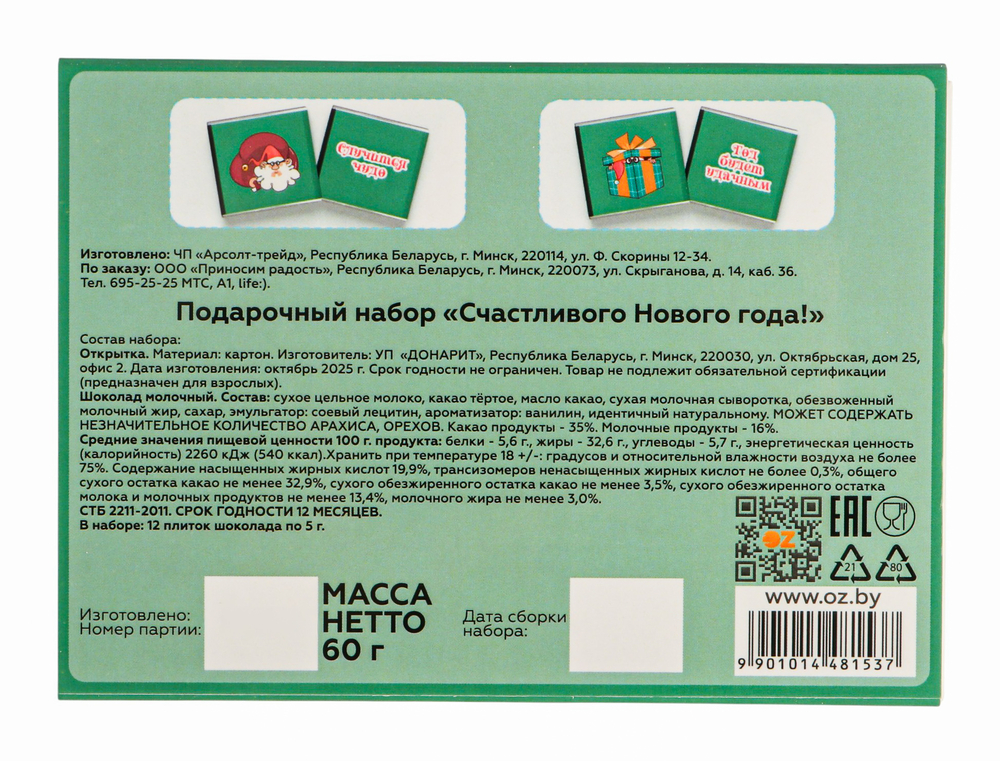 Случится
чудо
Год
будет
удачным
Изготовлено: ЧП «Арсолт-трейд», Республика Беларусь, г. Минск, 220114, ул. Ф. Скорины 12-34.
По заказу: ООО «Приносим радость», Республика Беларусь, г. Минск, 220073, ул. Скрыганова, д. 14, каб. 36.
Тел. 695-25-25 МТС, А1, life:).
Подарочный набор «Счастливого Нового года!»
Состав набора:
Открытка. Материал: картон. Изготовитель: УП «ДОНАРИТ», Республика Беларусь, г. Минск, 220030, ул. Октябрьская, дом 25,
офис 2. Дата изготовления: октябрь 2025 г. Срок годности не ограничен. Товар не подлежит обязательной сертификации
(предназначен для взрослых).
Шоколад молочный. Состав: сухое цельное молоко, какао тёртое, масло какао, сухая молочная сыворотка, обезвоженный
молочный жир, сахар, эмульгатор: соевый лецитин, ароматизатор: ванилин, идентичный натуральному. МОЖЕТ СОДЕРЖАТЬ
НЕЗНАЧИТЕЛЬНОЕ КОЛИЧЕСТВО АРАХИСА, ОРЕХОВ. Какао продукты - 35%. Молочные продукты - 16%.
Средние значения пищевой ценности 100 г. продукта: белки - 5,6 г., жиры - 32,6 г., углеводы - 5,7 г., энергетическая ценность
(калорийность) 2260 кДж (540 ккал).Хранить при температуре 18 +/-: градусов и относительной влажности воздуха не более
75%. Содержание насыщенных жирных кислот 19,9%, трансизомеров ненасыщенных жирных кислот не более 0,3%, общего
сухого остатка какао не менее 32,9%, сухого обезжиренного остатка какао не менее 3,5%, сухого обезжиренного остатка
молока и молочных продуктов не менее 13,4%, молочного жира не менее 3,0%.
СТБ 2211-2011. СРОК ГОДНОСТИ 12 МЕСЯЦЕВ.
В наборе: 12 плиток шоколада по 5 г.
OZ
EAC
21
80
Изготовлено:
Номер партии:
МАССА
НЕТТО
60 г
Дата сборки
набора:
www.oz.by
9 901014 481537